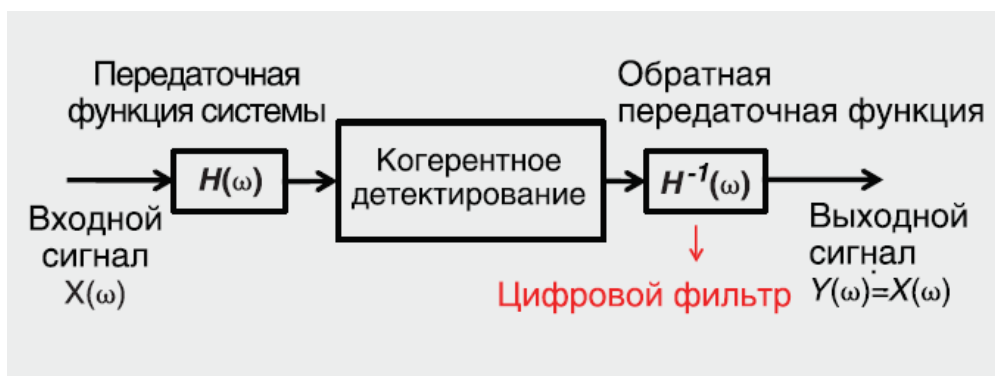 Передаточная
функция системы
Обратная
передаточная функция
H(ω)
Когерентное
детектирование
H⁻¹(ω)
Входной
сигнал
X(ω)
Выходной
сигнал
Y(ω)=X(ω)
Цифровой фильтр